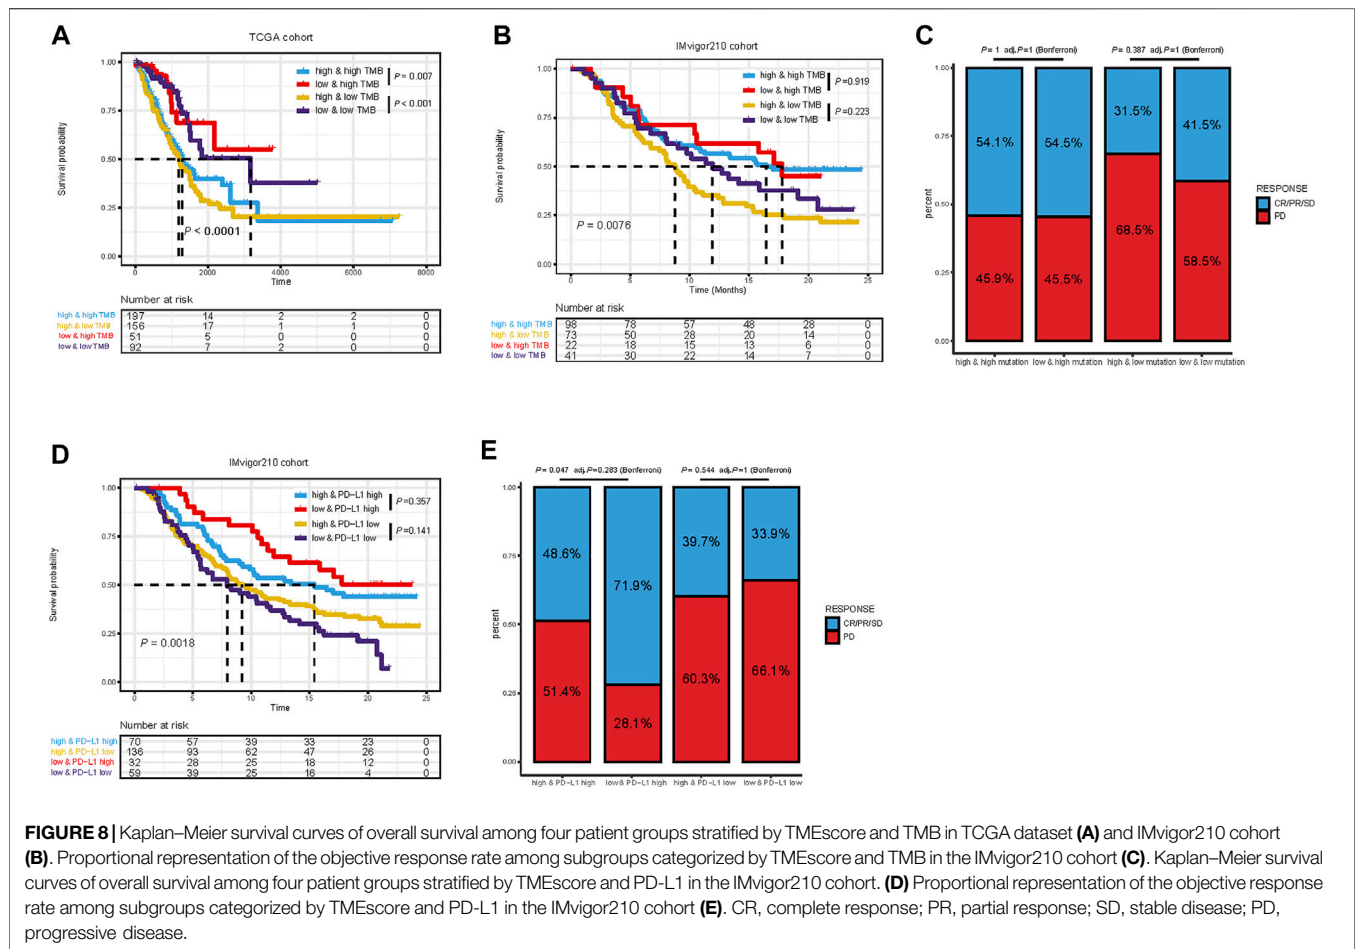 A
TCGA cohort
Survival probability
1.00
0.75
0.50
0.25
0.00
high & high TMB
low & high TMB
high & low TMB
low & low TMB
P = 0.007
P < 0.001
P < 0.0001
0 2000 4000 6000 8000
Time
Number at risk
high & high TMB 197 14 2 2 0
high & low TMB 156 17 1 1 0
low & high TMB 51 5 0 0 0
low & low TMB 92 7 2 0 0
B
IMvigor210 cohort
Survival probability
1.00
0.75
0.50
0.25
0.00
high & high TMB
low & high TMB
high & low TMB
low & low TMB
P=0.919
P=0.223
P = 0.0076
0 5 10 15 20 25
Time (Months)
high & high TMB 98 78 57 48 28 0
high & low TMB 73 50 28 20 14 0
low & high TMB 22 18 15 13 6 0
low & low TMB 41 30 22 14 7 0
C
P= 1 adj.P=1 (Bonferroni) P= 0.387 adj.P=1 (Bonferroni)
percent
1.00
0.75
0.50
0.25
0.00
54.1% 54.5% 31.5% 41.5%
45.9% 45.5% 68.5% 58.5%
high & high mutation low & high mutation high & low mutation low & low mutation
RESPONSE
CR/PR/SD
PD
D
IMvigor210 cohort
Survival probability
1.00
0.75
0.50
0.25
0.00
high & PD-L1 high
low & PD-L1 high
high & PD-L1 low
low & PD-L1 low
P=0.357
P=0.141
P = 0.0018
0 5 10 15 20 25
Time
Number at risk
high & PD-L1 high 70 57 39 33 23 0
high & PD-L1 low 136 93 62 47 26 0
low & PD-L1 high 32 28 25 18 12 0
low & PD-L1 low 59 39 25 16 4 0
E
P= 0.047 adj.P=0.283 (Bonferroni) P= 0.544 adj.P=1 (Bonferroni)
percent
1.00
0.75
0.50
0.25
0.00
48.6% 71.9% 39.7% 33.9%
51.4% 28.1% 60.3% 66.1%
high & PD-L1 high low & PD-L1 high high & PD-L1 low low & PD-L1 low
RESPONSE
CR/PR/SD
PD
FIGURE 8 | Kaplan–Meier survival curves of overall survival among four patient groups stratified by TMEscore and TMB in TCGA dataset (A) and IMvigor210 cohort
(B). Proportional representation of the objective response rate among subgroups categorized by TMEscore and TMB in the IMvigor210 cohort (C). Kaplan–Meier survival
curves of overall survival among four patient groups stratified by TMEscore and PD-L1 in the IMvigor210 cohort. (D) Proportional representation of the objective response
rate among subgroups categorized by TMEscore and PD-L1 in the IMvigor210 cohort (E). CR, complete response; PR, partial response; SD, stable disease; PD,
progressive disease.